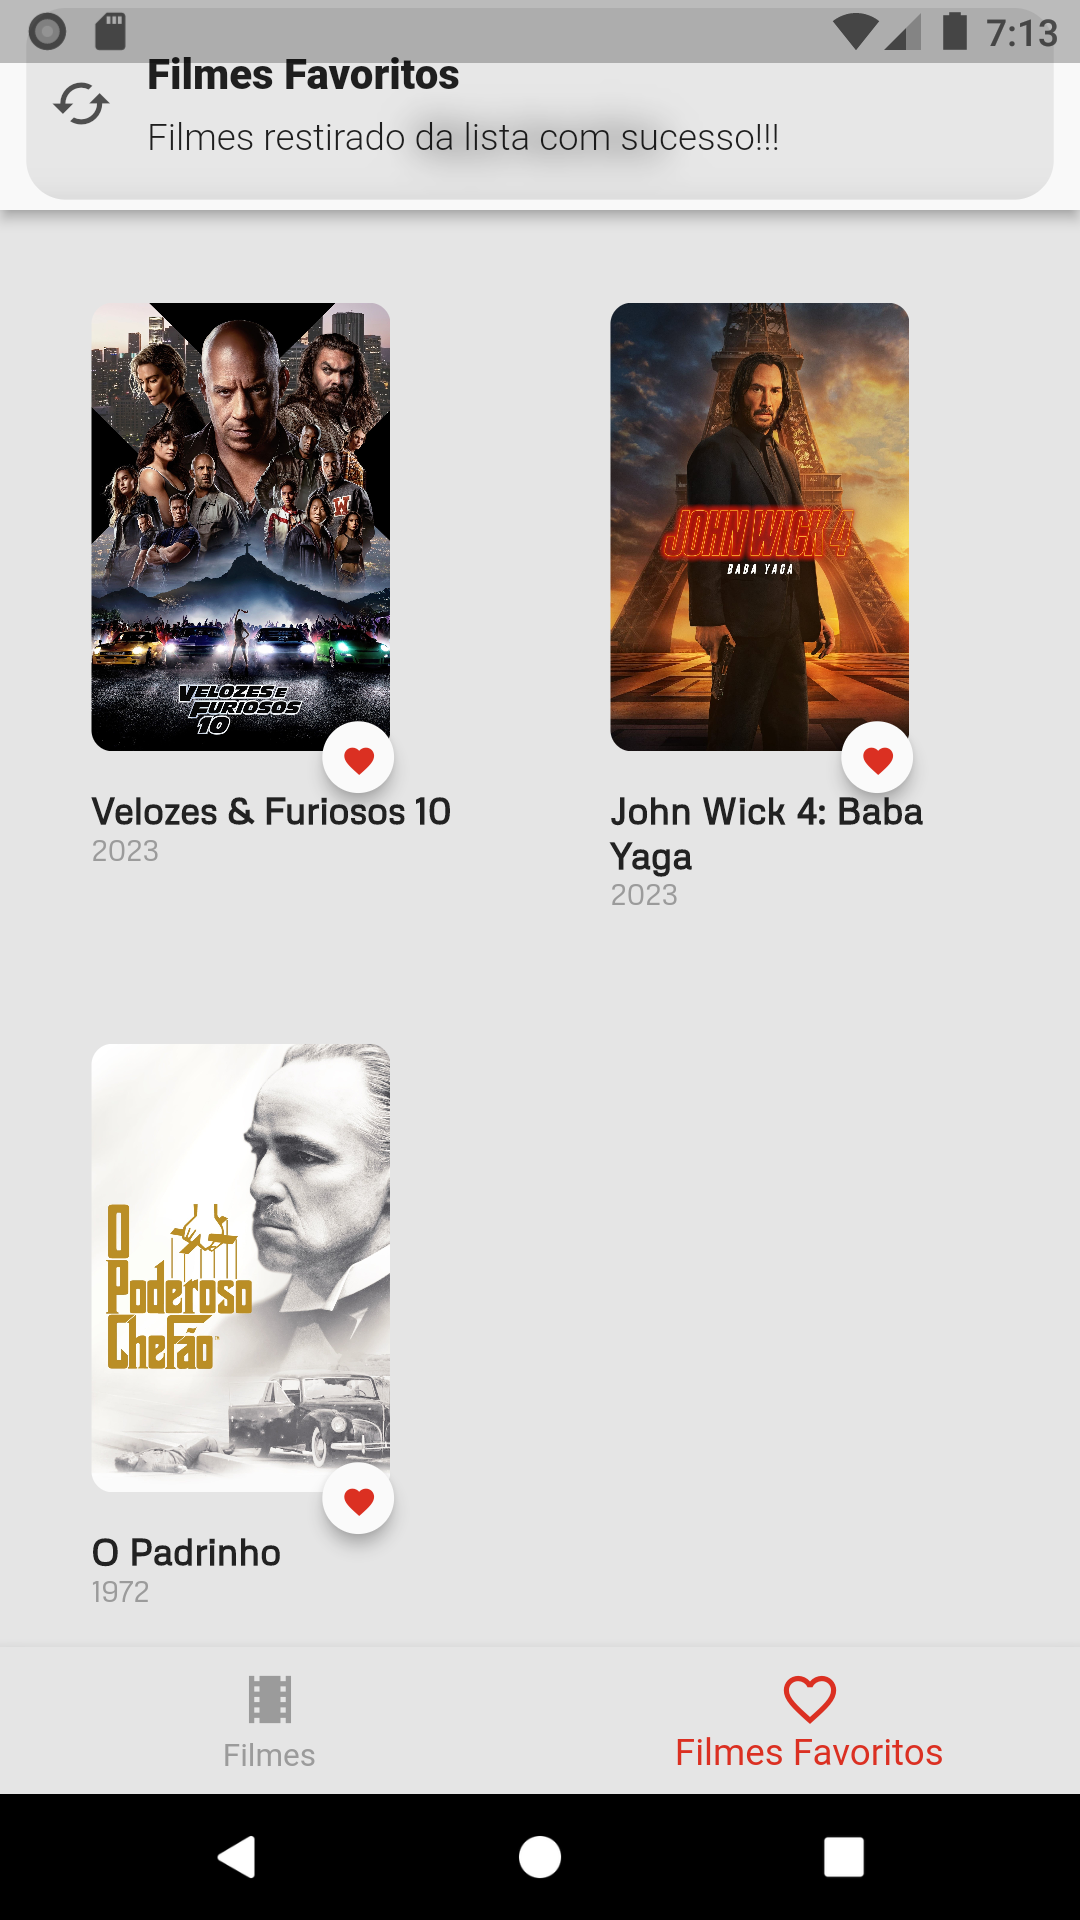 7:13
Filmes Favoritos
Filmes restirado da lista com sucesso!!!
W
VELOZES E
FURIOSOS
10
JOHN WICK 4
BABA YAGA
Velozes & Furiosos 10
2023
John Wick 4: Baba
Yaga
2023
O
Poderoso
Chefão
O Padrinho
1972
Filmes
Filmes Favoritos